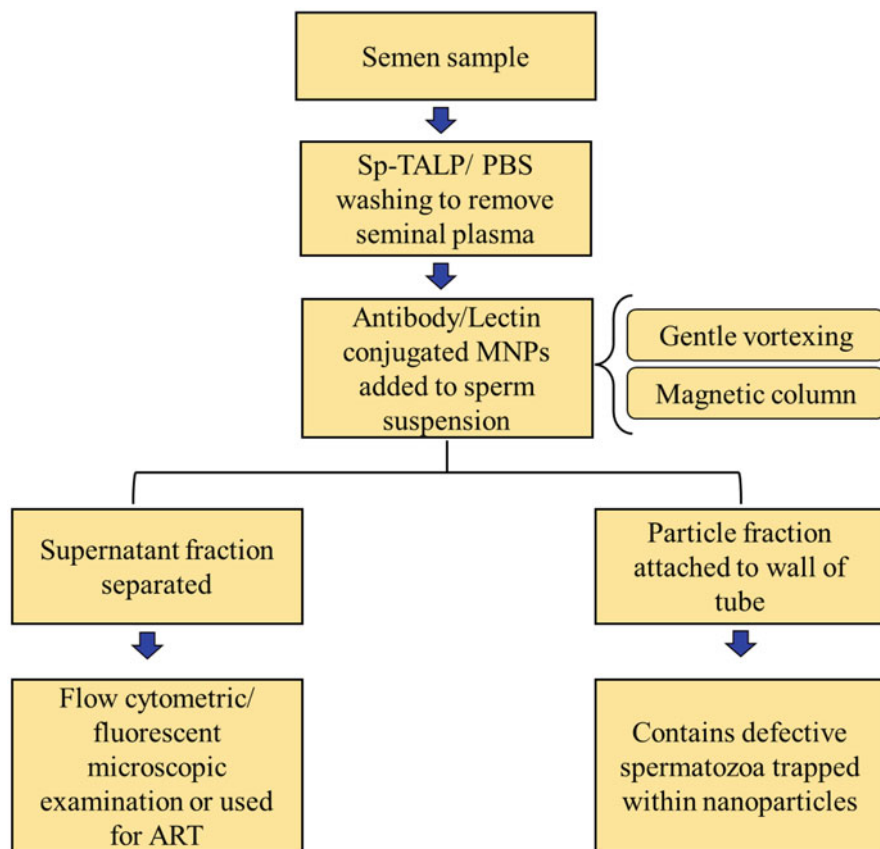 Semen sample
Sp-TALP/ PBS
washing to remove
seminal plasma
Antibody/Lectin
conjugated MNPs
added to sperm
suspension
Gentle vortexing
Magnetic column
Supernatant fraction
separated
Particle fraction
attached to wall of
tube
Flow cytometric/
fluorescent
microscopic
examination or used
for ART
Contains defective
spermatozoa trapped
within nanoparticles